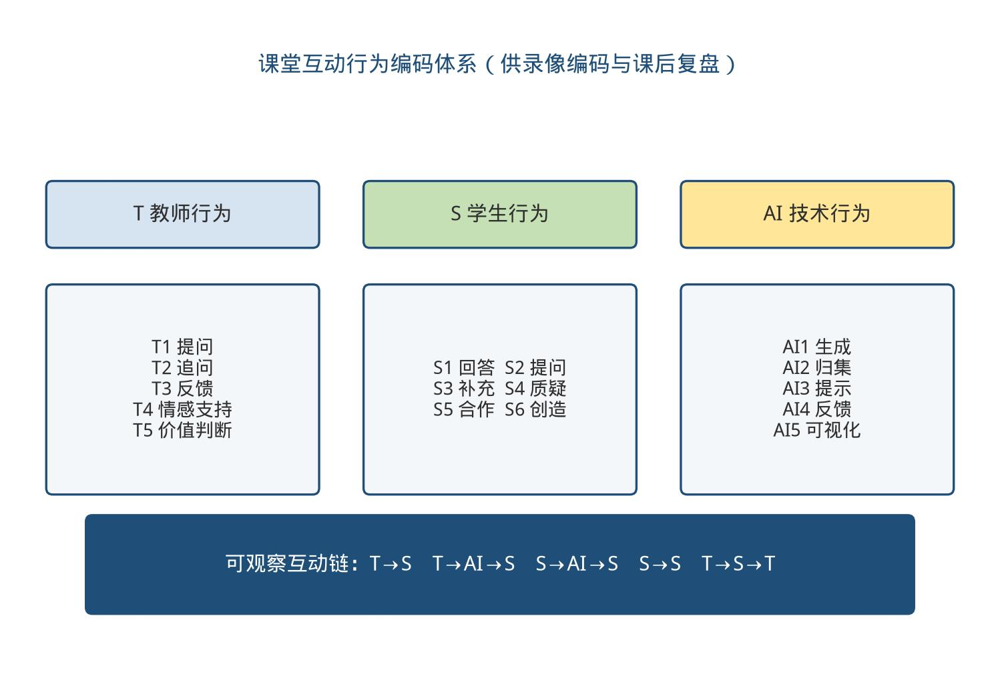 课堂互动行为编码体系（供录像编码与课后复盘）
T 教师行为
S 学生行为
AI 技术行为
T1 提问
T2 追问
T3 反馈
T4 情感支持
T5 价值判断
S1 回答 S2 提问
S3 补充 S4 质疑
S5 合作 S6 创造
AI1 生成
AI2 归集
AI3 提示
AI4 反馈
AI5 可视化
可观察互动链：T→S T→AI→S S→AI→S S→S T→S→T